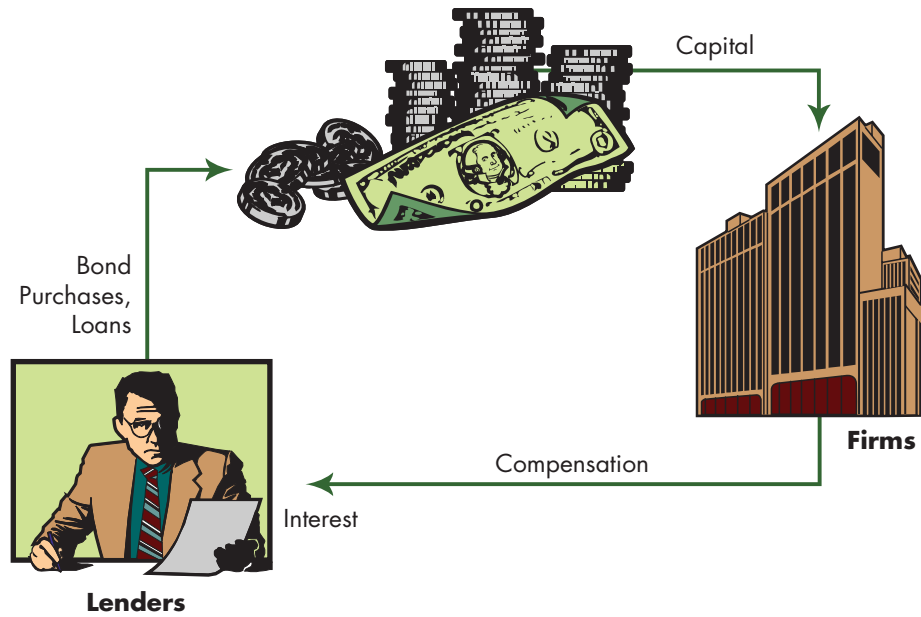 Capital
Bond
Purchases,
Loans
Firms
Compensation
Interest
Lenders